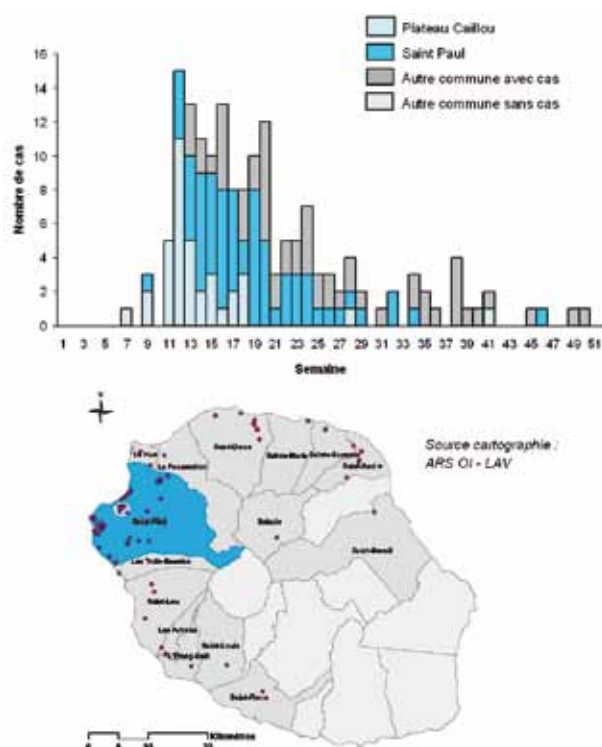 Plateau Caillou
Saint Paul
Autre commune avec cas
Autre commune sans cas
Nombre de cas
16
14
12
10
8
6
4
2
0
1 3 5 7 9 11 13 15 17 19 21 23 25 27 29 31 33 35 37 39 41 43 45 47 49 51
Semaine
Source cartographie :
ARS OI - LAV
Saint-Denis
Sainte-Marie
Sainte-Suzanne
Saint-André
La Possession
Saint-Paul
Salazie
Saint-Benoît
Les Trois-Bassins
Saint-Leu
Les Avirons
Saint-Louis
L'Etang-Salé
Kilomètres